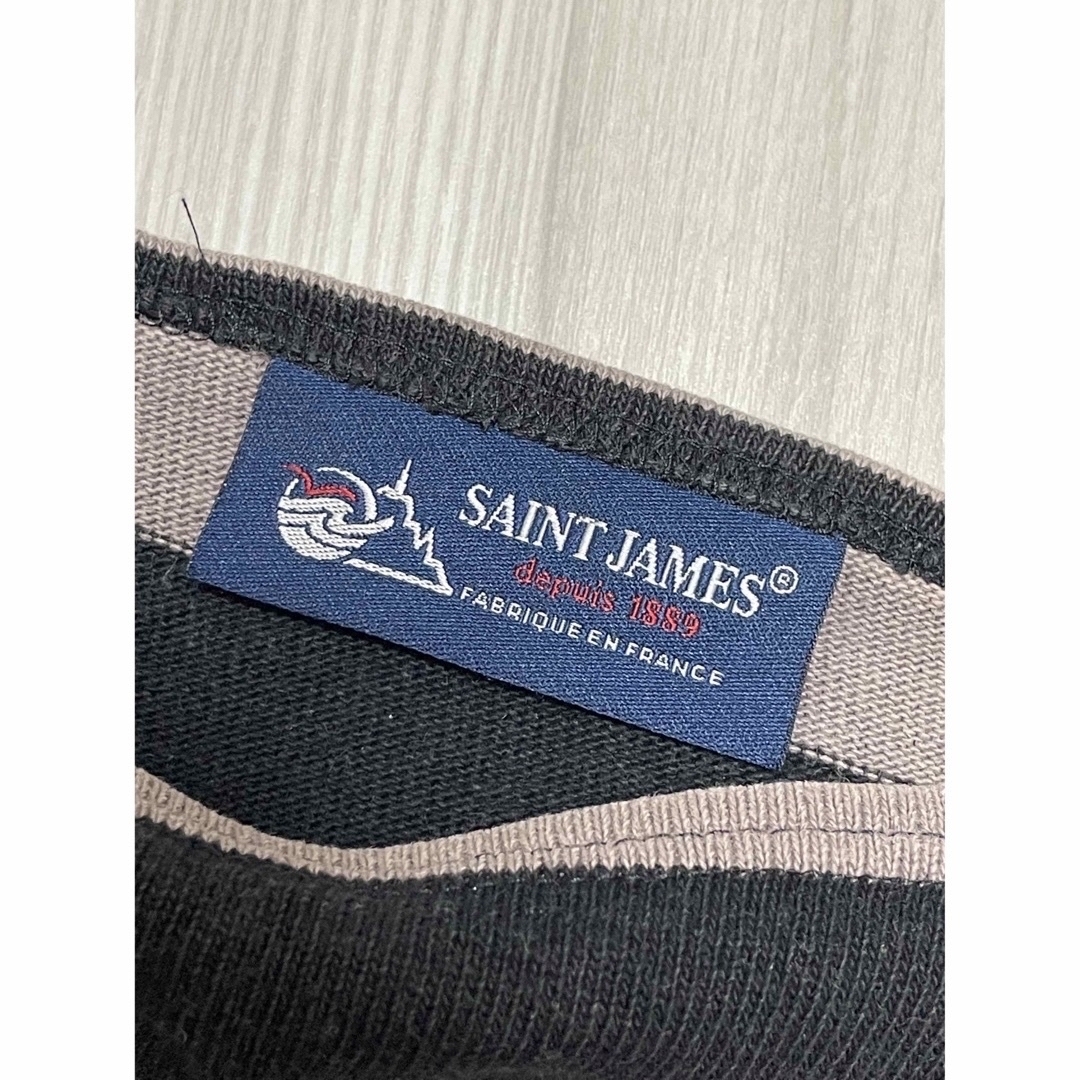 SAINT JAMES®
depuis 1889
FABRIQUE EN FRANCE